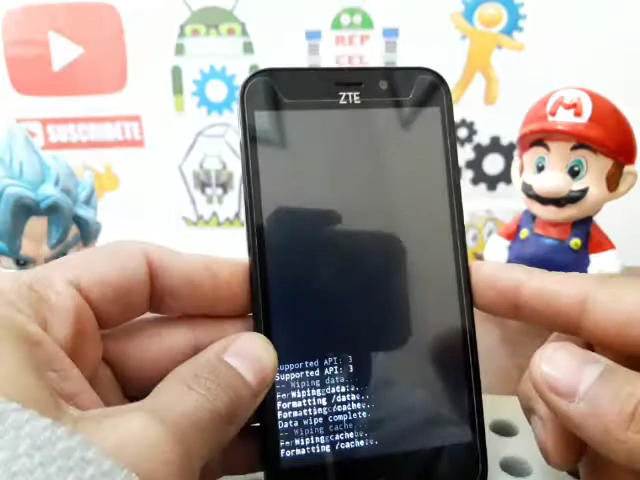 REP
CEL
SUSCRIBETE
M
ZTE
Supported API: 3
Supported API: 3
-- Wiping data...
Formatting /data...
Formatting /cache...
Data wipe complete.
-- Wiping cache...
Formatting /cache...